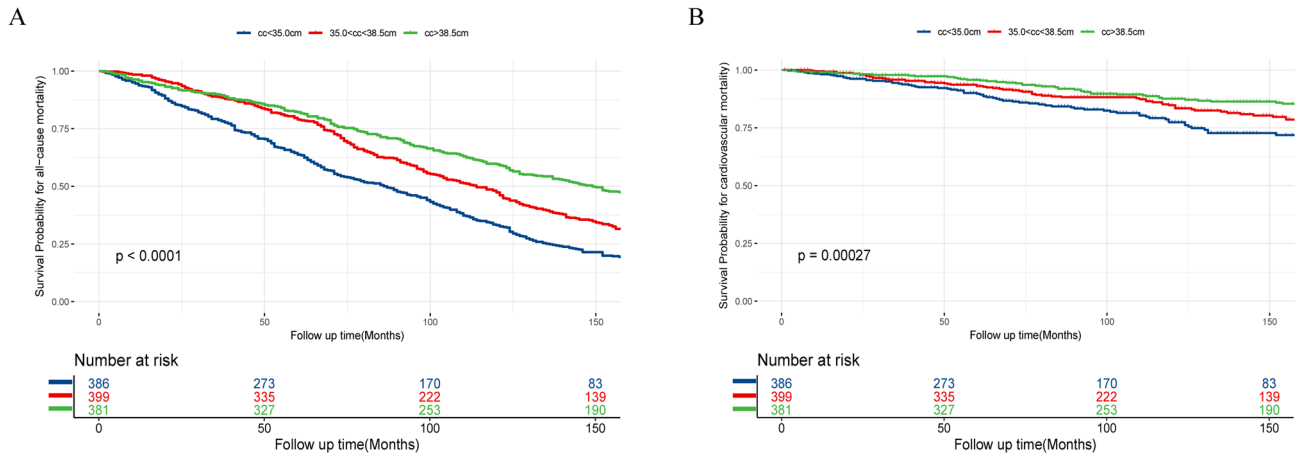 A
cc<35.0cm 35.0<cc<38.5cm cc>38.5cm
Survival Probability for all-cause mortality)
1.00
0.75
0.50
0.25
0.00
p < 0.0001
0 50 100 150
Follow up time(Months)
Number at risk
386 273 170 83
399 335 222 139
381 327 253 190
0 50 100 150
Follow up time(Months)
B
cc<35.0cm 35.0<cc<38.5cm cc>38.5cm
Survival Probability for cardiovascular mortality)
1.00
0.75
0.50
0.25
0.00
p = 0.00027
0 50 100 150
Follow up time(Months)
Number at risk
386 273 170 83
399 335 222 139
381 327 253 190
0 50 100 150
Follow up time(Months)